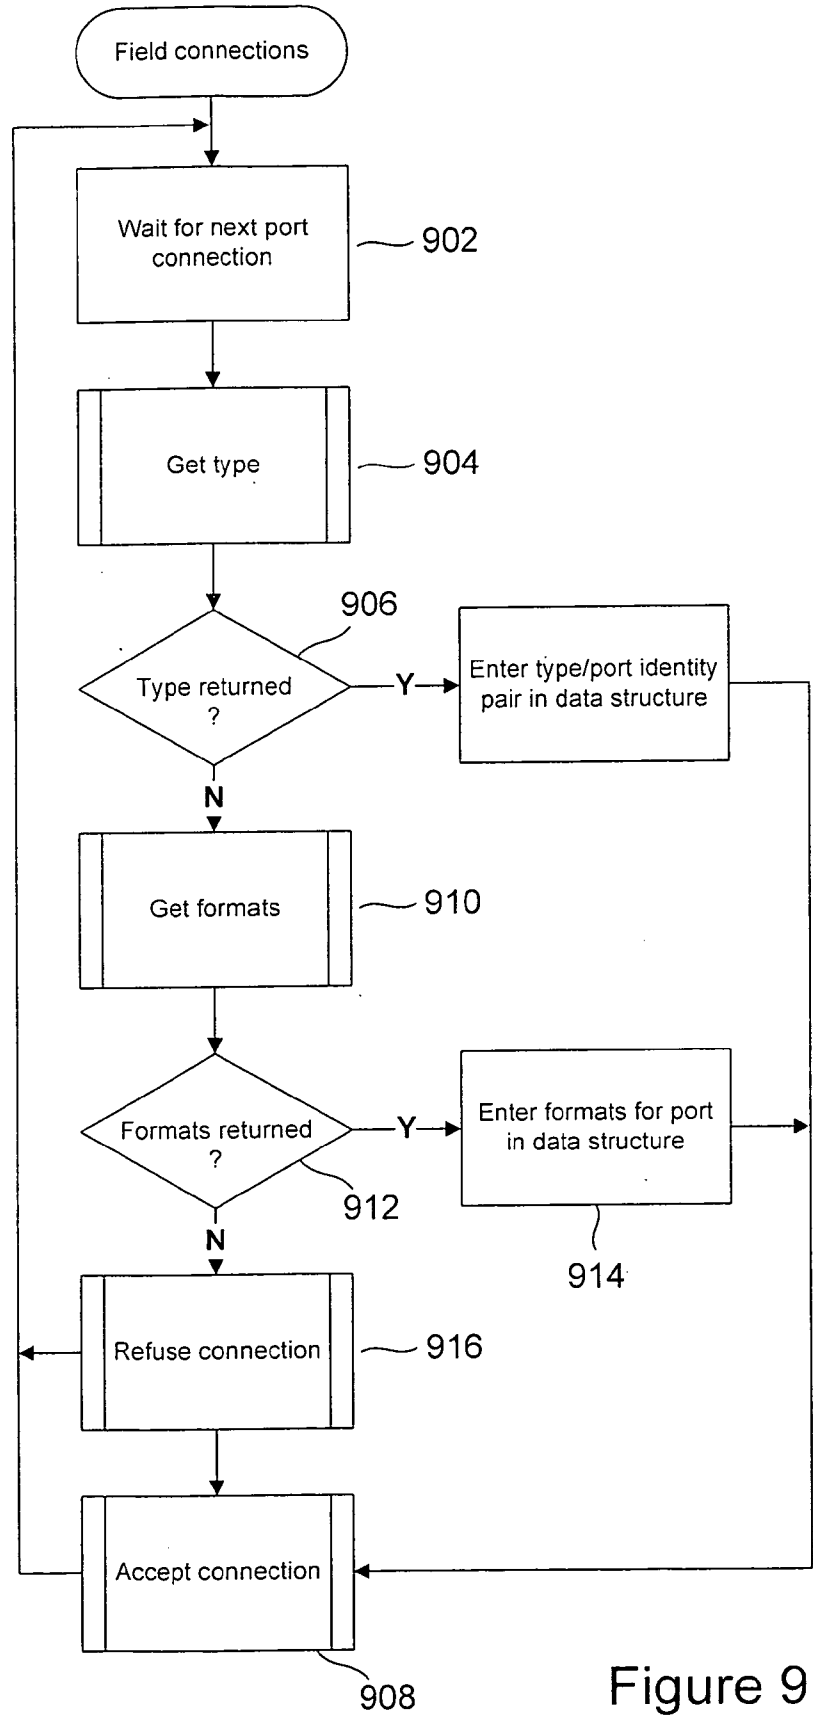 Field connections
Wait for next port
connection
902
Get type
904
906
Type returned
?
Y
Enter type/port identity
pair in data structure
N
Get formats
910
Formats returned
?
Y
Enter formats for port
in data structure
912
914
N
Refuse connection
916
Accept connection
908
Figure 9